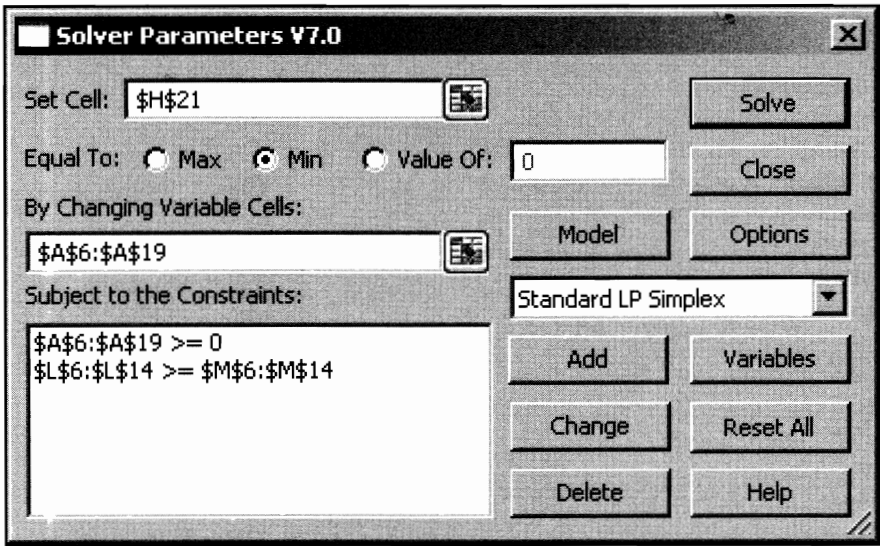 Solver Parameters V7.0
Set Cell: $H$21
Solve
Equal To: Max Min Value Of: 0
Close
By Changing Variable Cells:
$A$6:$A$19
Model
Options
Subject to the Constraints:
Standard LP Simplex
$A$6:$A$19 >= 0
$L$6:$L$14 >= $M$6:$M$14
Add
Variables
Change
Reset All
Delete
Help